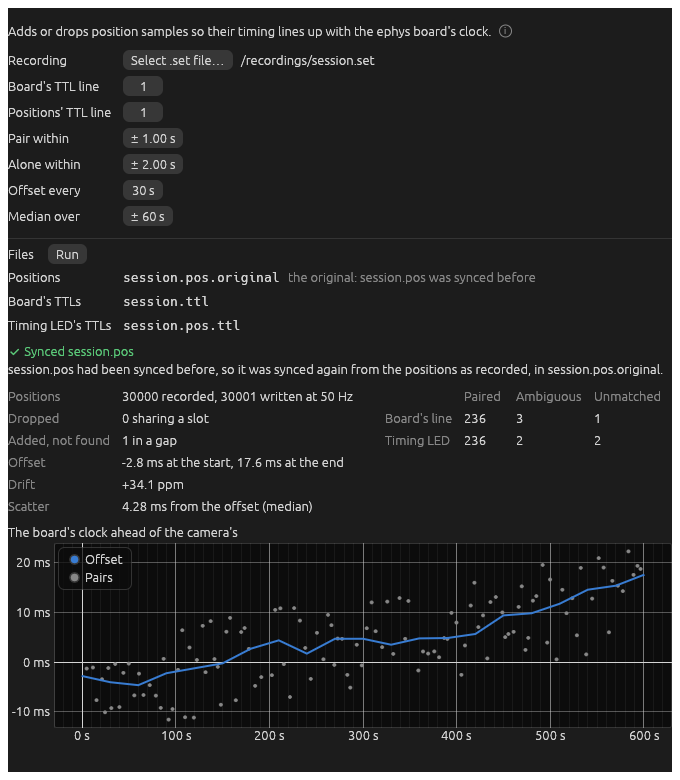 Adds or drops position samples so their timing lines up with the ephys board's clock. ⓘ
Recording Select .set file... /recordings/session.set
Board's TTL line 1
Positions' TTL line 1
Pair within ± 1.00 s
Alone within ± 2.00 s
Offset every 30 s
Median over ± 60 s
Files Run
Positions session.pos.original the original: session.pos was synced before
Board's TTLs session.ttl
Timing LED's TTLs session.pos.ttl
✓ Synced session.pos
session.pos had been synced before, so it was synced again from the positions as recorded, in session.pos.original.
Positions 30000 recorded, 30001 written at 50 Hz Paired Ambiguous Unmatched
Dropped 0 sharing a slot Board's line 236 3 1
Added, not found 1 in a gap Timing LED 236 2 2
Offset -2.8 ms at the start, 17.6 ms at the end
Drift +34.1 ppm
Scatter 4.28 ms from the offset (median)
The board's clock ahead of the camera's
Offset
Pairs
20 ms
10 ms
0 ms
-10 ms
0 s 100 s 200 s 300 s 400 s 500 s 600 s